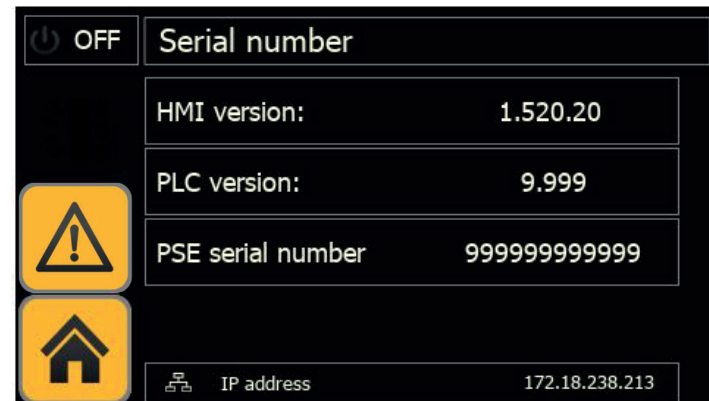 OFF Serial number
HMI version: 1.520.20
PLC version: 9.999
PSE serial number 999999999999
IP address 172.18.238.213